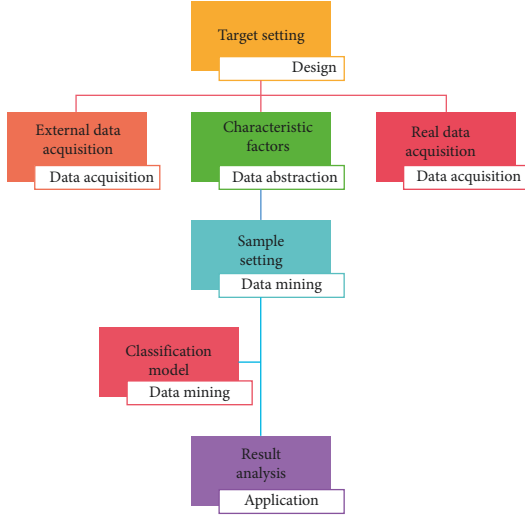 Target setting
Design
External data
acquisition
Data acquisition
Characteristic
factors
Data abstraction
Real data
acquisition
Data acquisition
Sample
setting
Data mining
Classification
model
Data mining
Result
analysis
Application